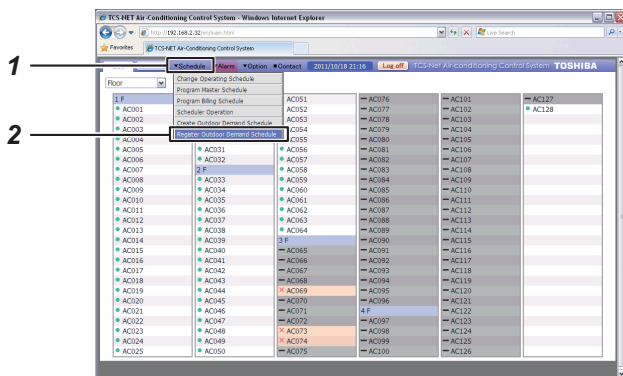 TCS-NET Air-Conditioning Control System - Windows Internet Explorer
http://192.168.2.32/en/main.html
Live Search
Favorites
TCS-NET Air-Conditioning Control System
1
▼Schedule
▼Alarm
▼Option
●Contact
2011/10/18 21:16
Log off
TCS-Net Air-conditioning Control System TOSHIBA
Floor
Change Operating Schedule
Program Master Schedule
Program Billing Schedule
Scheduler Operation
Create Outdoor Demand Schedule
2
Register Outdoor Demand Schedule
1 F
AC001
AC002
AC003
AC004
AC005
AC006
AC007
AC008
AC009
AC010
AC011
AC012
AC013
AC014
AC015
AC016
AC017
AC018
AC019
AC020
AC021
AC022
AC023
AC024
AC025
AC031
AC032
2 F
AC033
AC034
AC035
AC036
AC037
AC038
AC039
AC040
AC041
AC042
AC043
AC044
AC045
AC046
AC047
AC048
AC049
AC050
AC051
AC052
AC053
AC054
AC055
AC056
AC057
AC058
AC059
AC060
AC061
AC062
AC063
AC064
3 F
AC065
AC066
AC067
AC068
AC069
AC070
AC071
AC072
AC073
AC074
AC075
AC076
AC077
AC078
AC079
AC080
AC081
AC082
AC083
AC084
AC085
AC086
AC087
AC088
AC089
AC090
AC091
AC092
AC093
AC094
AC095
AC096
4 F
AC097
AC098
AC099
AC100
AC101
AC102
AC103
AC104
AC105
AC106
AC107
AC108
AC109
AC110
AC111
AC112
AC113
AC114
AC115
AC116
AC117
AC118
AC119
AC120
AC121
AC122
AC123
AC124
AC125
AC126
AC127
AC128